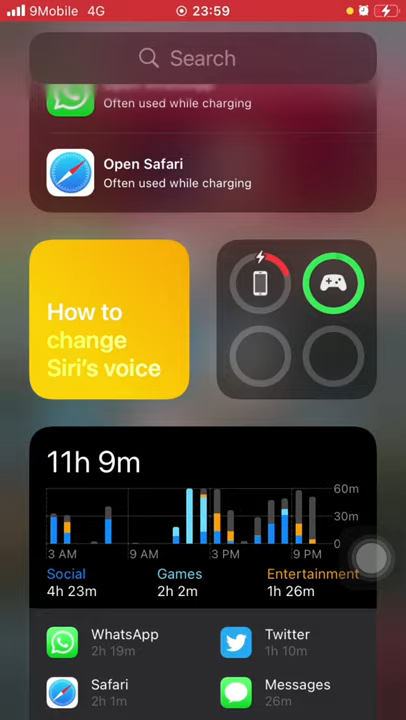 9Mobile 4G 23:59
Search
Often used while charging
Open Safari
Often used while charging
How to
change
Siri's voice
11h 9m
60m
30m
0
3 AM 9 AM 3 PM 9 PM
Social Games Entertainment
4h 23m 2h 2m 1h 26m
WhatsApp Twitter
2h 19m 1h 10m
Safari Messages
2h 1m 26m